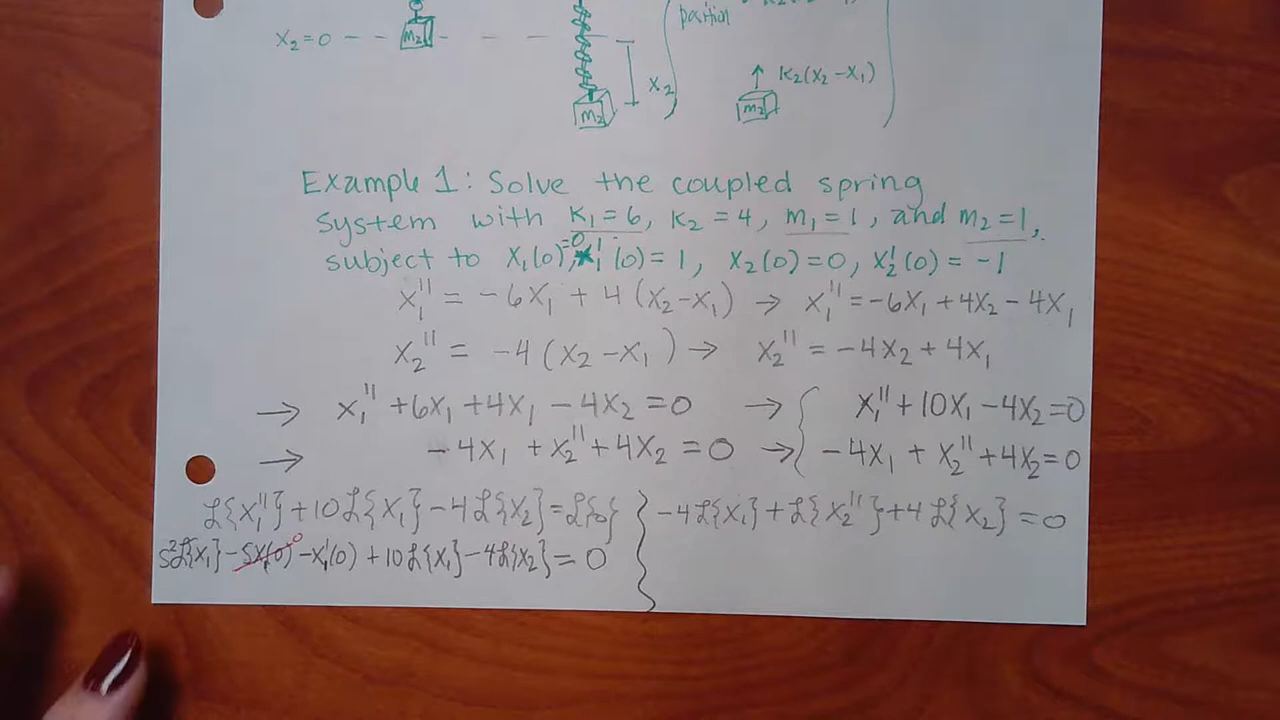 X₂=0
m₂
position
x₂
m₂
K₂(X₂-X₁)
m₂
Example 1: Solve the coupled spring
system with K₁=6, K₂=4, m₁=1, and m₂=1,
subject to X₁(0)=0, X₁'(0)=1, X₂(0)=0, X₂'(0)=-1
X₁''=-6X₁+4(X₂-X₁) → X₁''=-6X₁+4X₂-4X₁
X₂''=-4(X₂-X₁) → X₂''=-4X₂+4X₁
→ X₁''+6X₁+4X₁-4X₂=0 → { X₁''+10X₁-4X₂=0
→ -4X₁+X₂''+4X₂=0 → { -4X₁+X₂''+4X₂=0
ℒ{X₁''}+10ℒ{X₁}-4ℒ{X₂}=ℒ{0} } -4ℒ{X₁}+ℒ{X₂''}+4ℒ{X₂}=0
s²ℒ{X₁}-sX₁(0)⁰-X₁'(0)+10ℒ{X₁}-4ℒ{X₂}=0